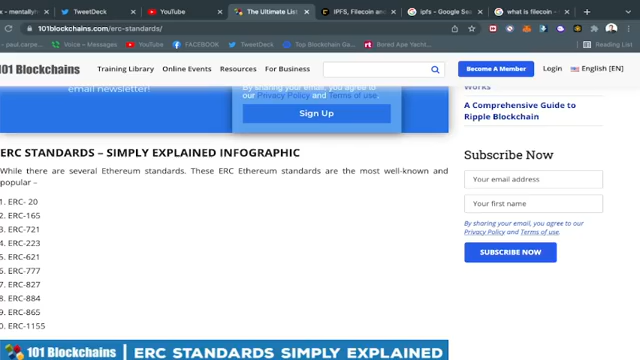 x - mentallyh
TweetDeck
YouTube
The Ultimate List
IPFS, Filecoin and
ipfs - Google Sea
what is filecoin -
101blockchains.com/erc-standards/
- paul.carpe
Voice – Messages
YouTube
FACEBOOK
TweetDeck
Top Blockchain Ga
Bored Ape Yacht
Reading List
101 Blockchains
Training Library
Online Events
Resources
For Business
Become A Member
Login
English [EN]
email newsletter!
By sharing your email, you agree to
our Privacy Policy and Terms of use.
Sign Up
Works
A Comprehensive Guide to
Ripple Blockchain
ERC STANDARDS – SIMPLY EXPLAINED INFOGRAPHIC
While there are several Ethereum standards. These ERC Ethereum standards are the most well-known and
popular –
1. ERC- 20
2. ERC-165
3. ERC-721
4. ERC-223
5. ERC-621
6. ERC-777
7. ERC-827
8. ERC-884
9. ERC-865
0. ERC-1155
Subscribe Now
Your email address
Your first name
By sharing your email, you agree to our
Privacy Policy and Terms of use.
SUBSCRIBE NOW
101 Blockchains
ERC STANDARDS SIMPLY EXPLAINED